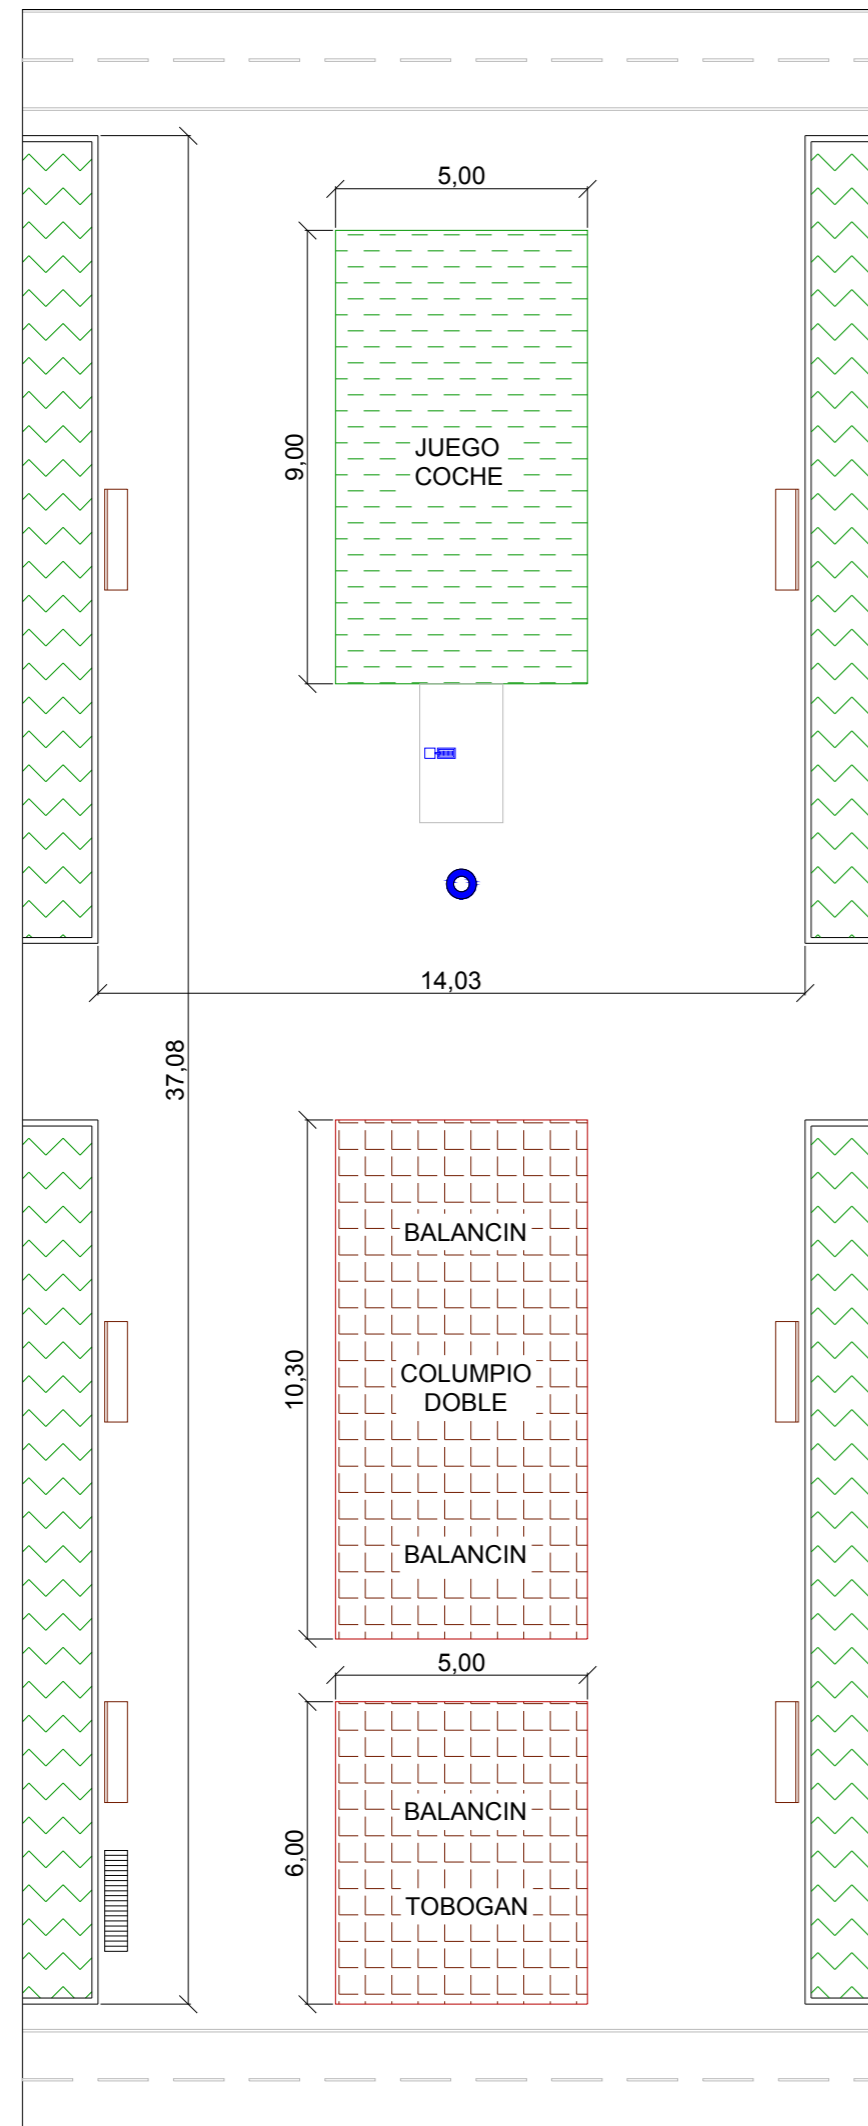 5,00
9,00
JUEGO
COCHE
14,03
37,08
10,30
BALANCIN
COLUMPIO
DOBLE
BALANCIN
5,00
6,00
BALANCIN
TOBOGAN